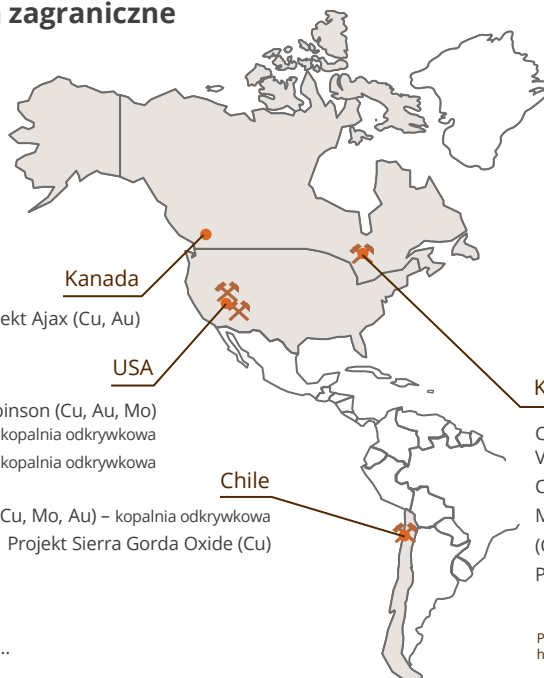 zagraniczne
Kanada
ekt Ajax (Cu, Au)
USA
binson (Cu, Au, Mo)
kopalnia odkrywkowa
kopalnia odkrywkowa
Chile
(Cu, Mo, Au) – kopalnia odkrywkowa
Projekt Sierra Gorda Oxide (Cu)
..